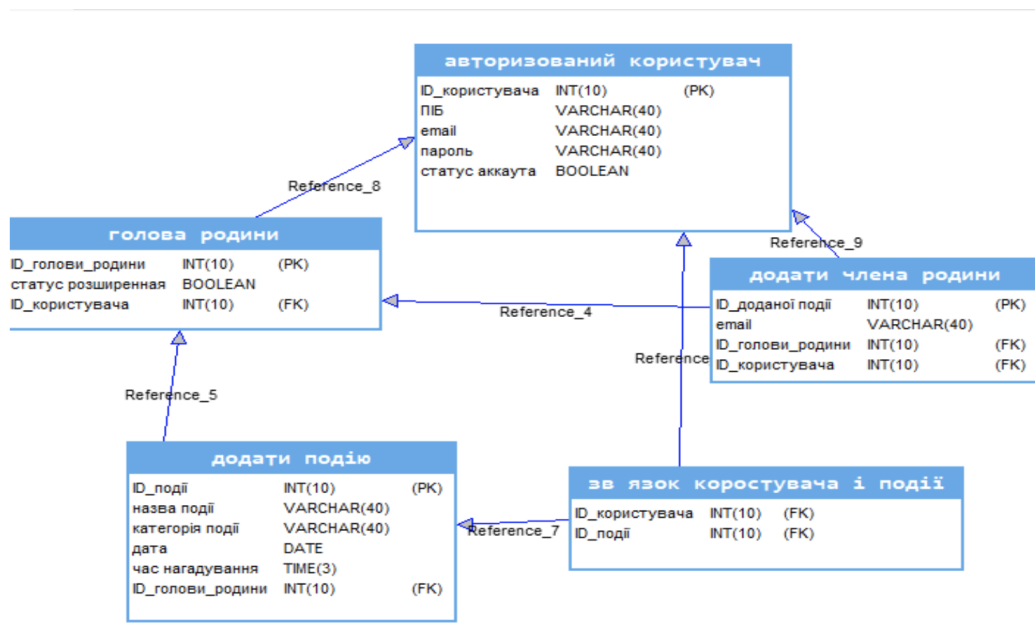 авторизований користувач
ID_користувача INT(10) (PK)
ПІБ VARCHAR(40)
email VARCHAR(40)
пароль VARCHAR(40)
статус аккаута BOOLEAN
Reference_8
голова родини
ID_голови_родини INT(10) (PK)
статус розширенная BOOLEAN
ID_користувача INT(10) (FK)
Reference_9
додати члена родини
ID_доданої події INT(10) (PK)
email VARCHAR(40)
ID_голови_родини INT(10) (FK)
ID_користувача INT(10) (FK)
Reference_4
Reference
Reference_5
додати подію
ID_події INT(10) (PK)
назва події VARCHAR(40)
категорія події VARCHAR(40)
дата DATE
час нагадування TIME(3)
ID_голови_родини INT(10) (FK)
Reference_7
зв язок коростувача і події
ID_користувача INT(10) (FK)
ID_події INT(10) (FK)